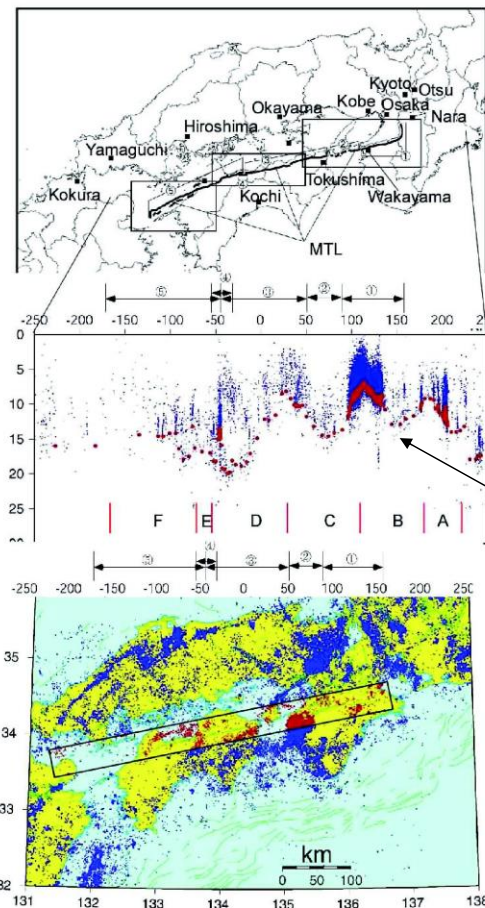 Kyoto Otsu
Kobe Osaka
Okayama Nara
Hiroshima
Yamaguchi
Kokura Kochi Tokushima Wakayama
MTL
④
⑤ ③ ② ①
-250 -200 -150 -100 -50 0 50 100 150 200 250
0
5
10
15
20
25
30
F E D C B A
④
⑤ ③ ② ①
-250 -200 -150 -100 -50 0 50 100 150 200 250
35
34
33
32
km
0 50 100
131 132 133 134 135 136 137 138